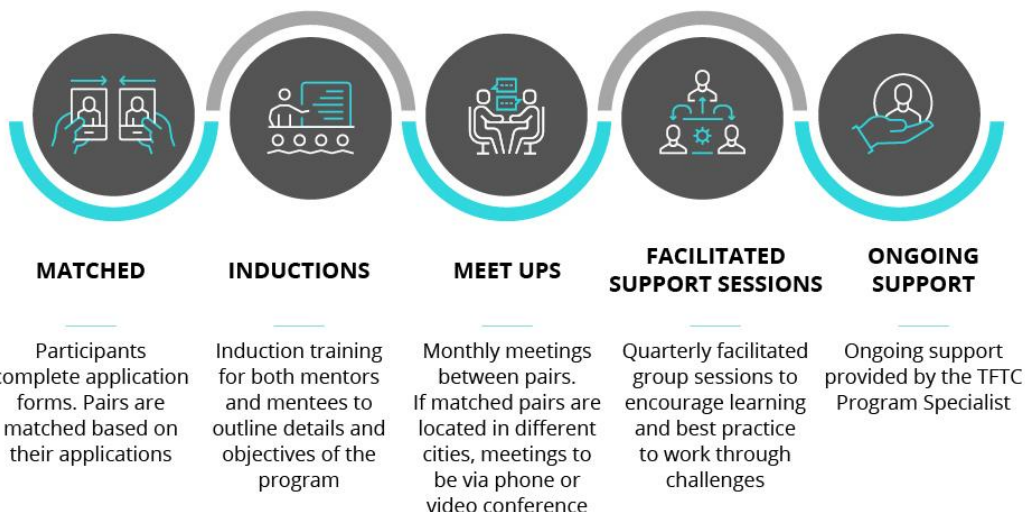 MATCHED
Participants
complete application
forms. Pairs are
matched based on
their applications
INDUCTIONS
Induction training
for both mentors
and mentees to
outline details and
objectives of the
program
MEET UPS
Monthly meetings
between pairs.
If matched pairs are
located in different
cities, meetings to
be via phone or
video conference
FACILITATED
SUPPORT SESSIONS
Quarterly facilitated
group sessions to
encourage learning
and best practice
to work through
challenges
ONGOING
SUPPORT
Ongoing support
provided by the TFTC
Program Specialist